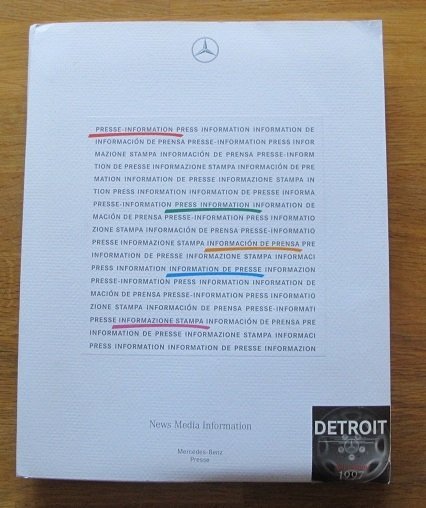 PRESSE-INFORMATION PRESS INFORMATION INFORMATION DE
INFORMACIÓN DE PRENSA PRESSE-INFORMATION PRESS INFOR
MAZIONE STAMPA INFORMACIÓN DE PRENSA PRESSE-INFORM
TION DE PRESSE INFORMAZIONE STAMPA INFORMACIÓN DE PRE
MATION INFORMATION DE PRESSE INFORMAZIONE STAMPA IN
TION PRESS INFORMATION INFORMATION DE PRESSE INFORMA
PRESSE-INFORMATION PRESS INFORMATION INFORMATION DE
MACIÓN DE PRENSA PRESSE-INFORMATION PRESS INFORMATIO
ZIONE STAMPA INFORMACIÓN DE PRENSA PRESSE-INFORMATIO
PRESSE INFORMAZIONE STAMPA INFORMACIÓN DE PRENSA PRE
INFORMATION DE PRESSE INFORMAZIONE STAMPA INFORMACI
PRESS INFORMATION INFORMATION DE PRESSE INFORMAZION
PRESSE-INFORMATION PRESS INFORMATION INFORMATION DE
MACIÓN DE PRENSA PRESSE-INFORMATION PRESS INFORMATIO
ZIONE STAMPA INFORMACIÓN DE PRENSA PRESSE-INFORMATI
PRESSE INFORMAZIONE STAMPA INFORMACIÓN DE PRENSA PRE
INFORMATION DE PRESSE INFORMAZIONE STAMPA INFORMACI
PRESS INFORMATION INFORMATION DE PRESSE INFORMAZION
News Media Information
Mercedes-Benz
Presse
DETROIT
1997